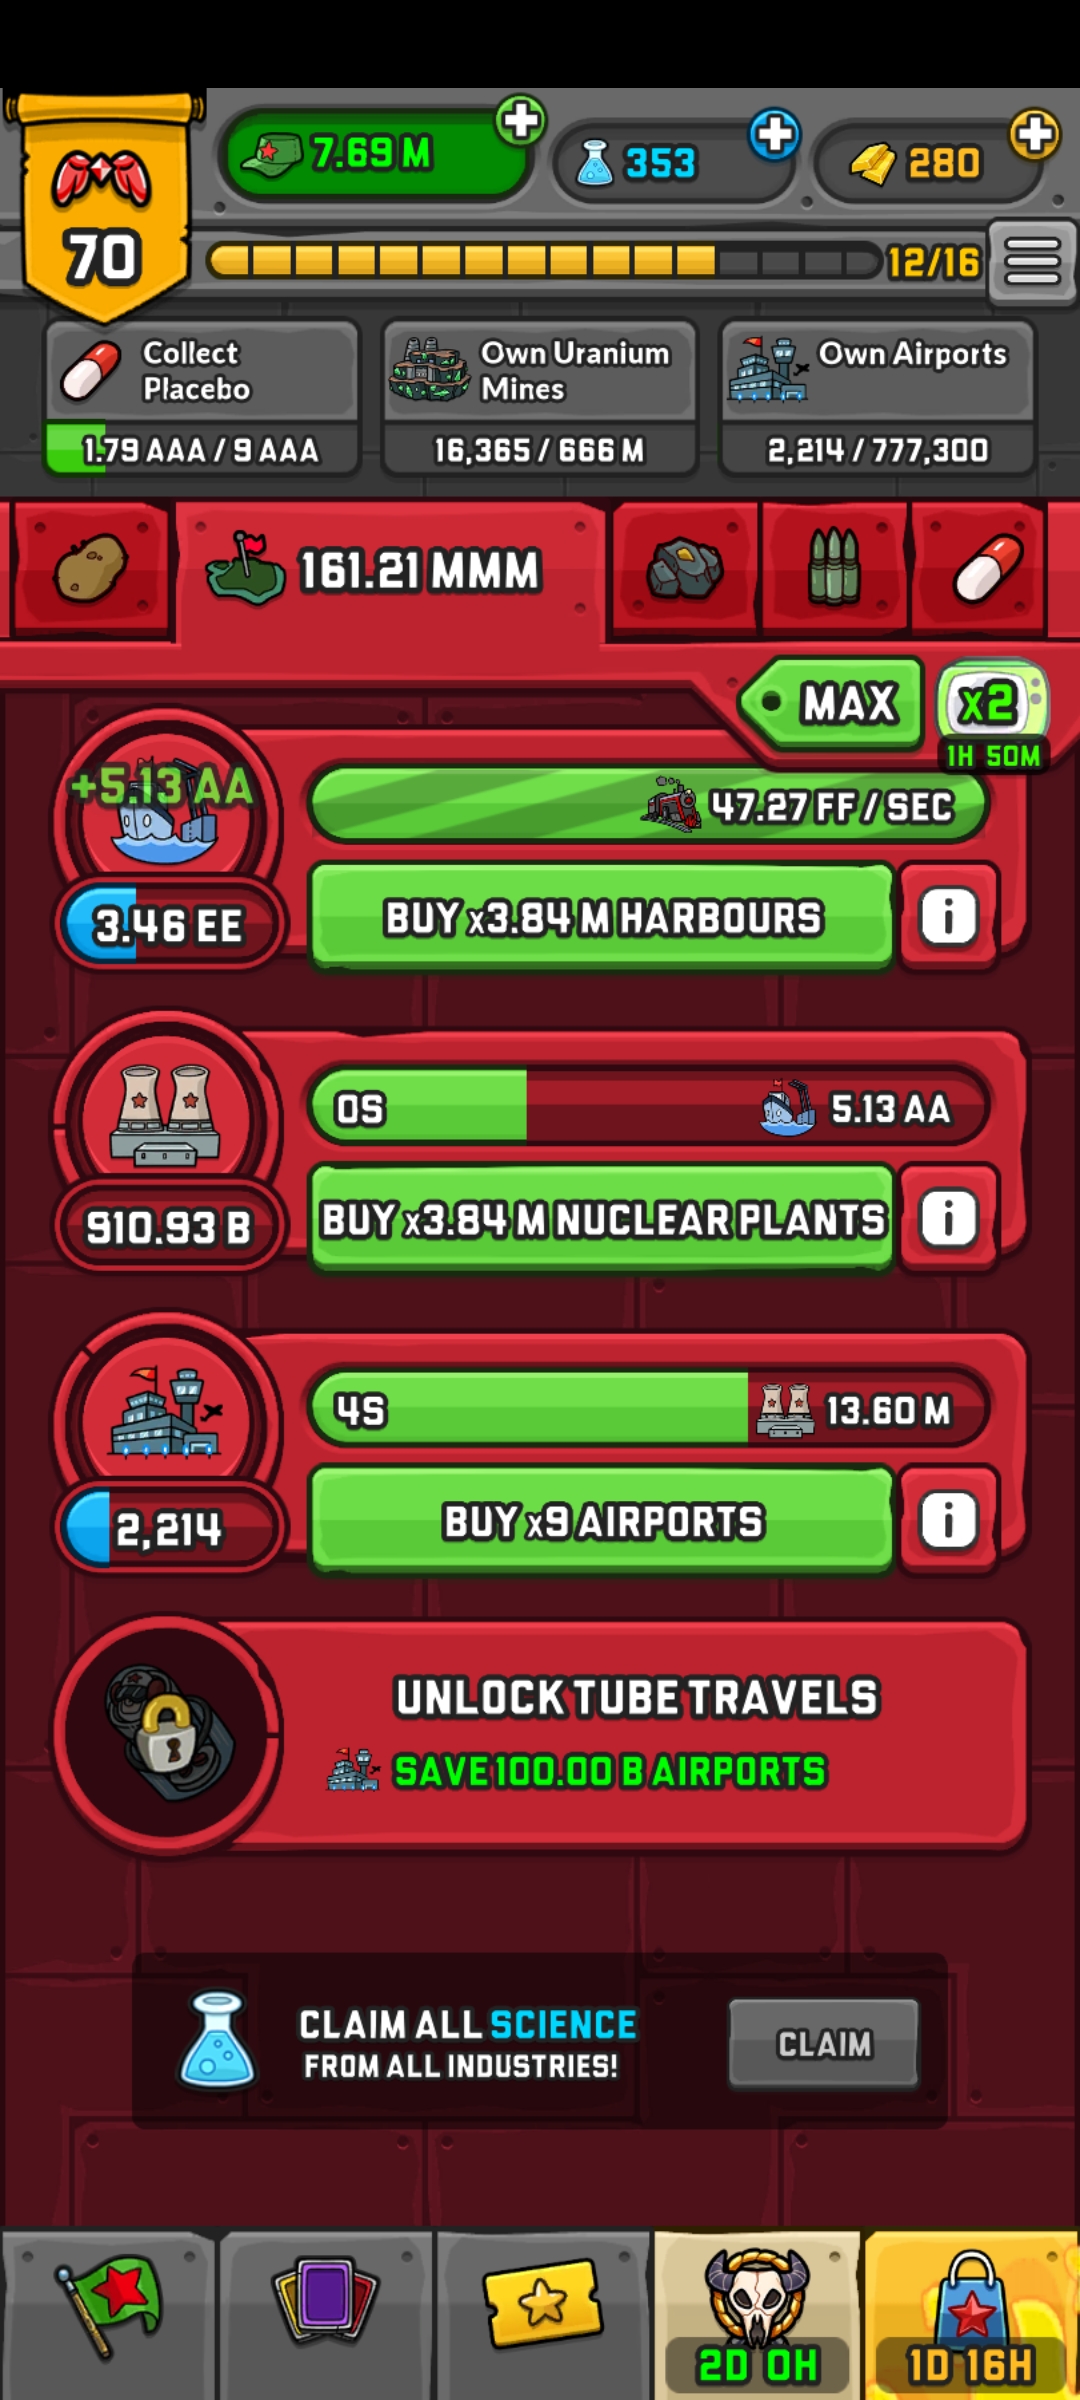 7.69 M
353
280
70
12/16
Collect
Placebo
1.79 AAA / 9 AAA
Own Uranium
Mines
16,365 / 666 M
Own Airports
2,214 / 777,300
161.21 MMM
MAX
x2
1H 50M
+5.13 AA
47.27 FF / SEC
3.46 EE
BUY x3.84 M HARBOURS
i
0S
5.13 AA
910.93 B
BUY x3.84 M NUCLEAR PLANTS
i
4S
13.60 M
2,214
BUY x9 AIRPORTS
i
UNLOCK TUBE TRAVELS
SAVE 100.00 B AIRPORTS
CLAIM ALL SCIENCE
FROM ALL INDUSTRIES!
CLAIM
2D 0H
1D 16H